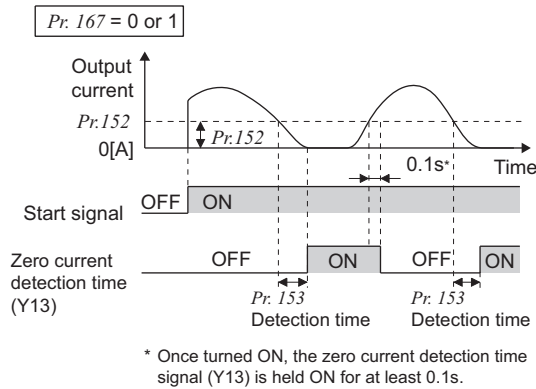 Pr. 167 = 0 or 1
Output
current
Pr.152
Pr.152
0[A]
0.1s*
Time
OFF
ON
Start signal
Zero current
detection time
(Y13)
OFF
ON
OFF
ON
Pr. 153
Detection time
Pr. 153
Detection time
* Once turned ON, the zero current detection time
signal (Y13) is held ON for at least 0.1s.